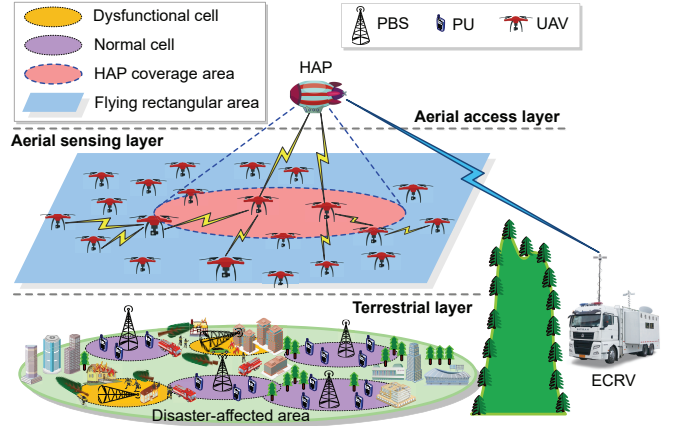 Dysfunctional cell
Normal cell
HAP coverage area
Flying rectangular area
PBS
PU
UAV
HAP
Aerial access layer
Aerial sensing layer
Terrestrial layer
ECRV
Disaster-affected area